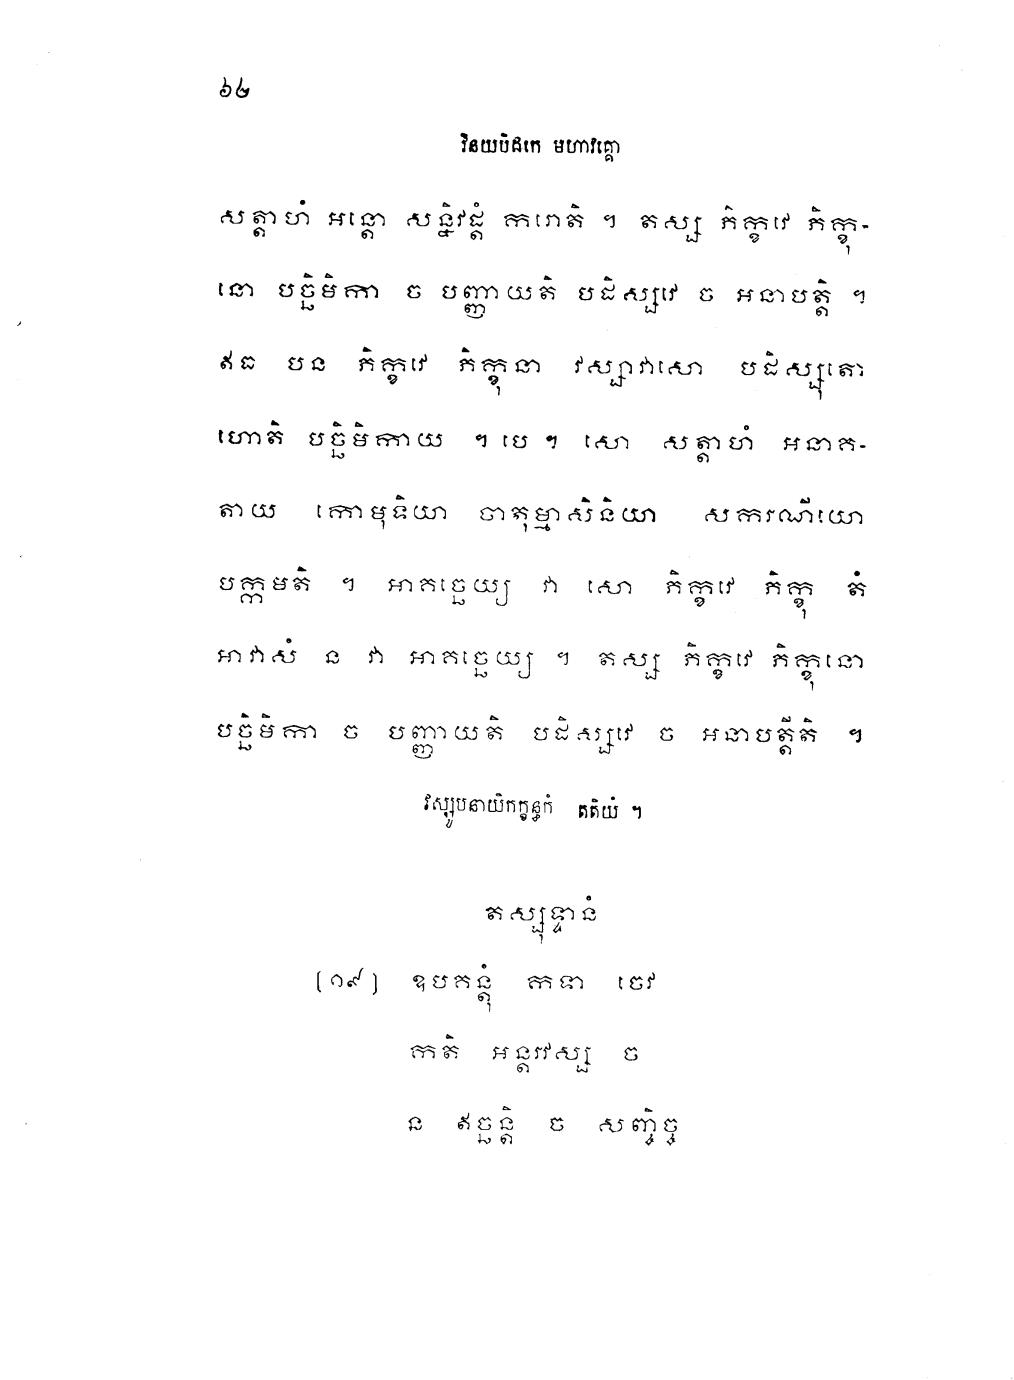 ៦៤
វិនយបិដកេ មហាវគ្គោ
សត្តាហំ អន្តោ សន្និវដ្តំ ករោតិ ។ តស្ស ភិក្ខវេ ភិក្ខុ-
នោ បច្ឆិមិកា ច បញ្ញាយតិ បដិស្សវេ ច អនាបត្តិ ។
ឥធ បន ភិក្ខវេ ភិក្ខុនា វស្សាវាសោ បដិស្សុតោ
ហោតិ បច្ឆិមិកាយ ។ បេ ។ សោ សត្តាហំ អនាគ-
តាយ កោមុទិយា ចាតុម្មាសិនិយា សករណីយោ
បក្កមតិ ។ អាគច្ឆេយ្យ វា សោ ភិក្ខវេ ភិក្ខុ តំ
អាវាសំ ន វា អាគច្ឆេយ្យ ។ តស្ស ភិក្ខវេ ភិក្ខុនោ
បច្ឆិមិកា ច បញ្ញាយតិ បដិស្សវេ ច អនាបត្តីតិ ។
វស្សូបនាយិកក្ខន្ធកំ តតិយំ ។
តស្សុទ្ទានំ
[១៩] ឧបគន្តុំ កទា ចេវ
កតិ អន្តរវស្ស ច
ន ឥច្ឆន្តិ ច សញ្ចិច្ច